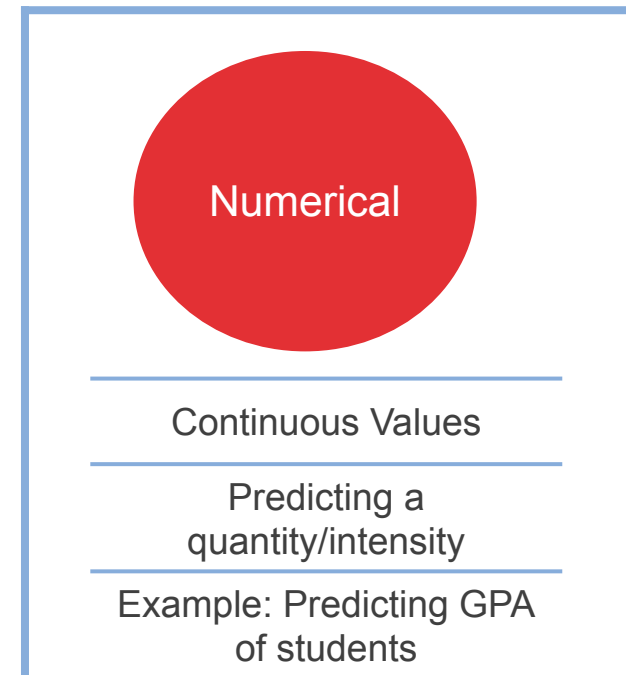 Numerical
Continuous Values
Predicting a
quantity/intensity
Example: Predicting GPA
of students